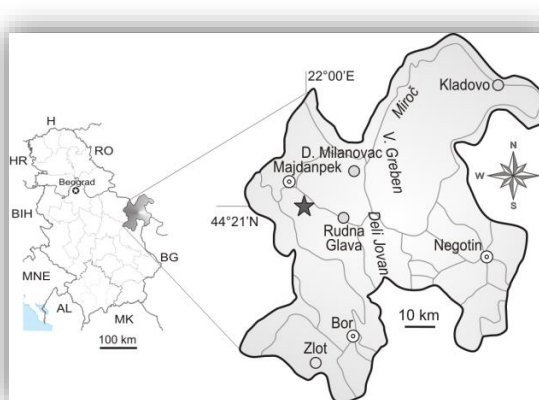 H
HR
RO
Beograd
BIH
BG
MNE
AL
MK
100 km
22°00′E
44°21′N
Kladovo
Miroč
V. Greben
D. Milanovac
Majdanpek
Rudna
Glava
Deli Jovan
Negotin
Bor
Zlot
10 km
N
W
E
S